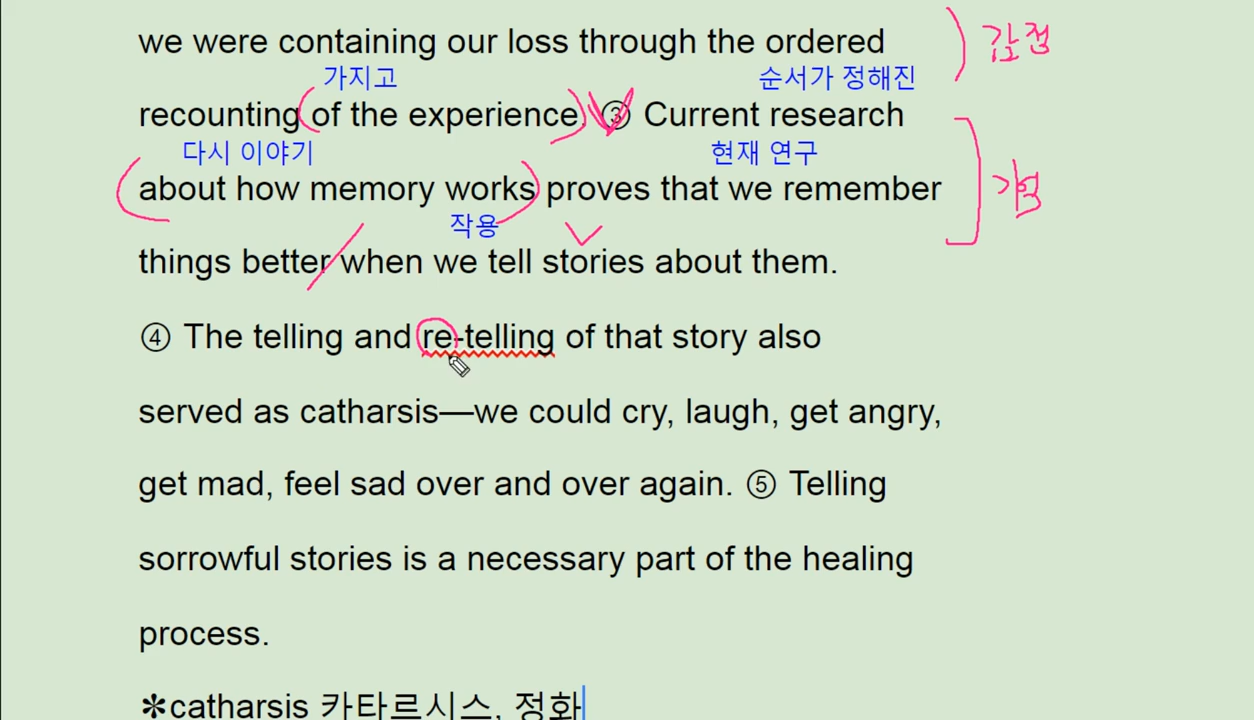 we were containing our loss through the ordered
가지고 순서가 정해진
recounting of the experience. ③ Current research
다시 이야기 현재 연구
about how memory works proves that we remember
작용
things better when we tell stories about them.
④ The telling and re-telling of that story also
served as catharsis—we could cry, laugh, get angry,
get mad, feel sad over and over again. ⑤ Telling
sorrowful stories is a necessary part of the healing
process.
✻catharsis 카타르시스, 정화